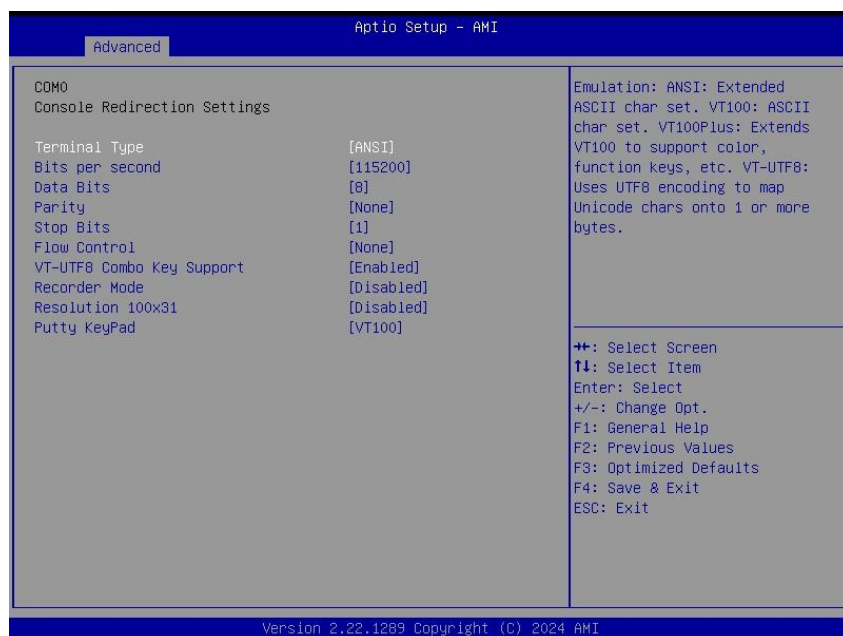 Aptio Setup - AMI
Advanced
COM0
Console Redirection Settings
Terminal Type [ANSI]
Bits per second [115200]
Data Bits [8]
Parity [None]
Stop Bits [1]
Flow Control [None]
VT-UTF8 Combo Key Support [Enabled]
Recorder Mode [Disabled]
Resolution 100x31 [Disabled]
Putty KeyPad [VT100]
Emulation: ANSI: Extended
ASCII char set. VT100: ASCII
char set. VT100Plus: Extends
VT100 to support color,
function keys, etc. VT-UTF8:
Uses UTF8 encoding to map
Unicode chars onto 1 or more
bytes.
→←: Select Screen
↑↓: Select Item
Enter: Select
+/-: Change Opt.
F1: General Help
F2: Previous Values
F3: Optimized Defaults
F4: Save & Exit
ESC: Exit
Version 2.22.1289 Copyright (C) 2024 AMI